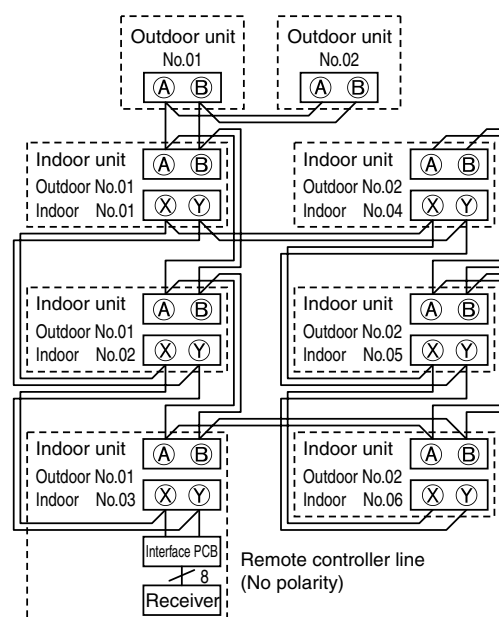 Outdoor unit
No.01
A B
Outdoor unit
No.02
A B
Indoor unit
A B
Outdoor No.01
Indoor No.01
X Y
Indoor unit
A B
Outdoor No.02
Indoor No.04
X Y
Indoor unit
A B
Outdoor No.01
Indoor No.02
X Y
Indoor unit
A B
Outdoor No.02
Indoor No.05
X Y
Indoor unit
A B
Outdoor No.01
Indoor No.03
X Y
Indoor unit
A B
Outdoor No.02
Indoor No.06
X Y
Interface PCB
8
Receiver
Remote controller line
(No polarity)